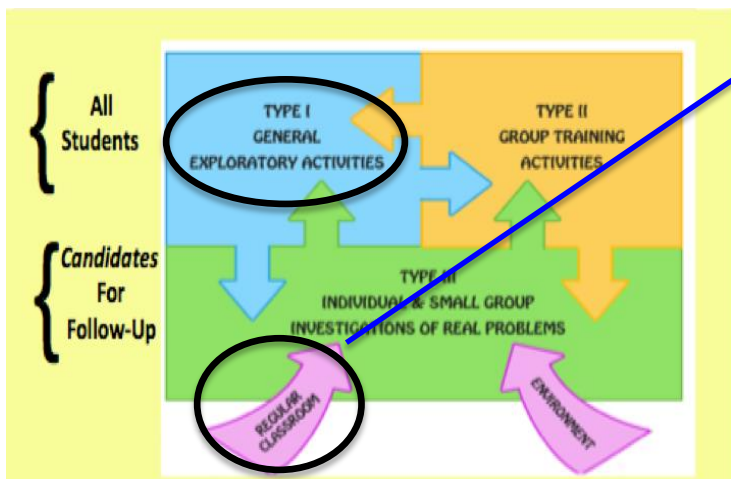 All
Students
TYPE I
GENERAL
EXPLORATORY ACTIVITIES
TYPE II
GROUP TRAINING
ACTIVITIES
Candidates
For
Follow-Up
TYPE III
INDIVIDUAL & SMALL GROUP
INVESTIGATIONS OF REAL PROBLEMS
REGULAR
CLASSROOM
ENVIRONMENT